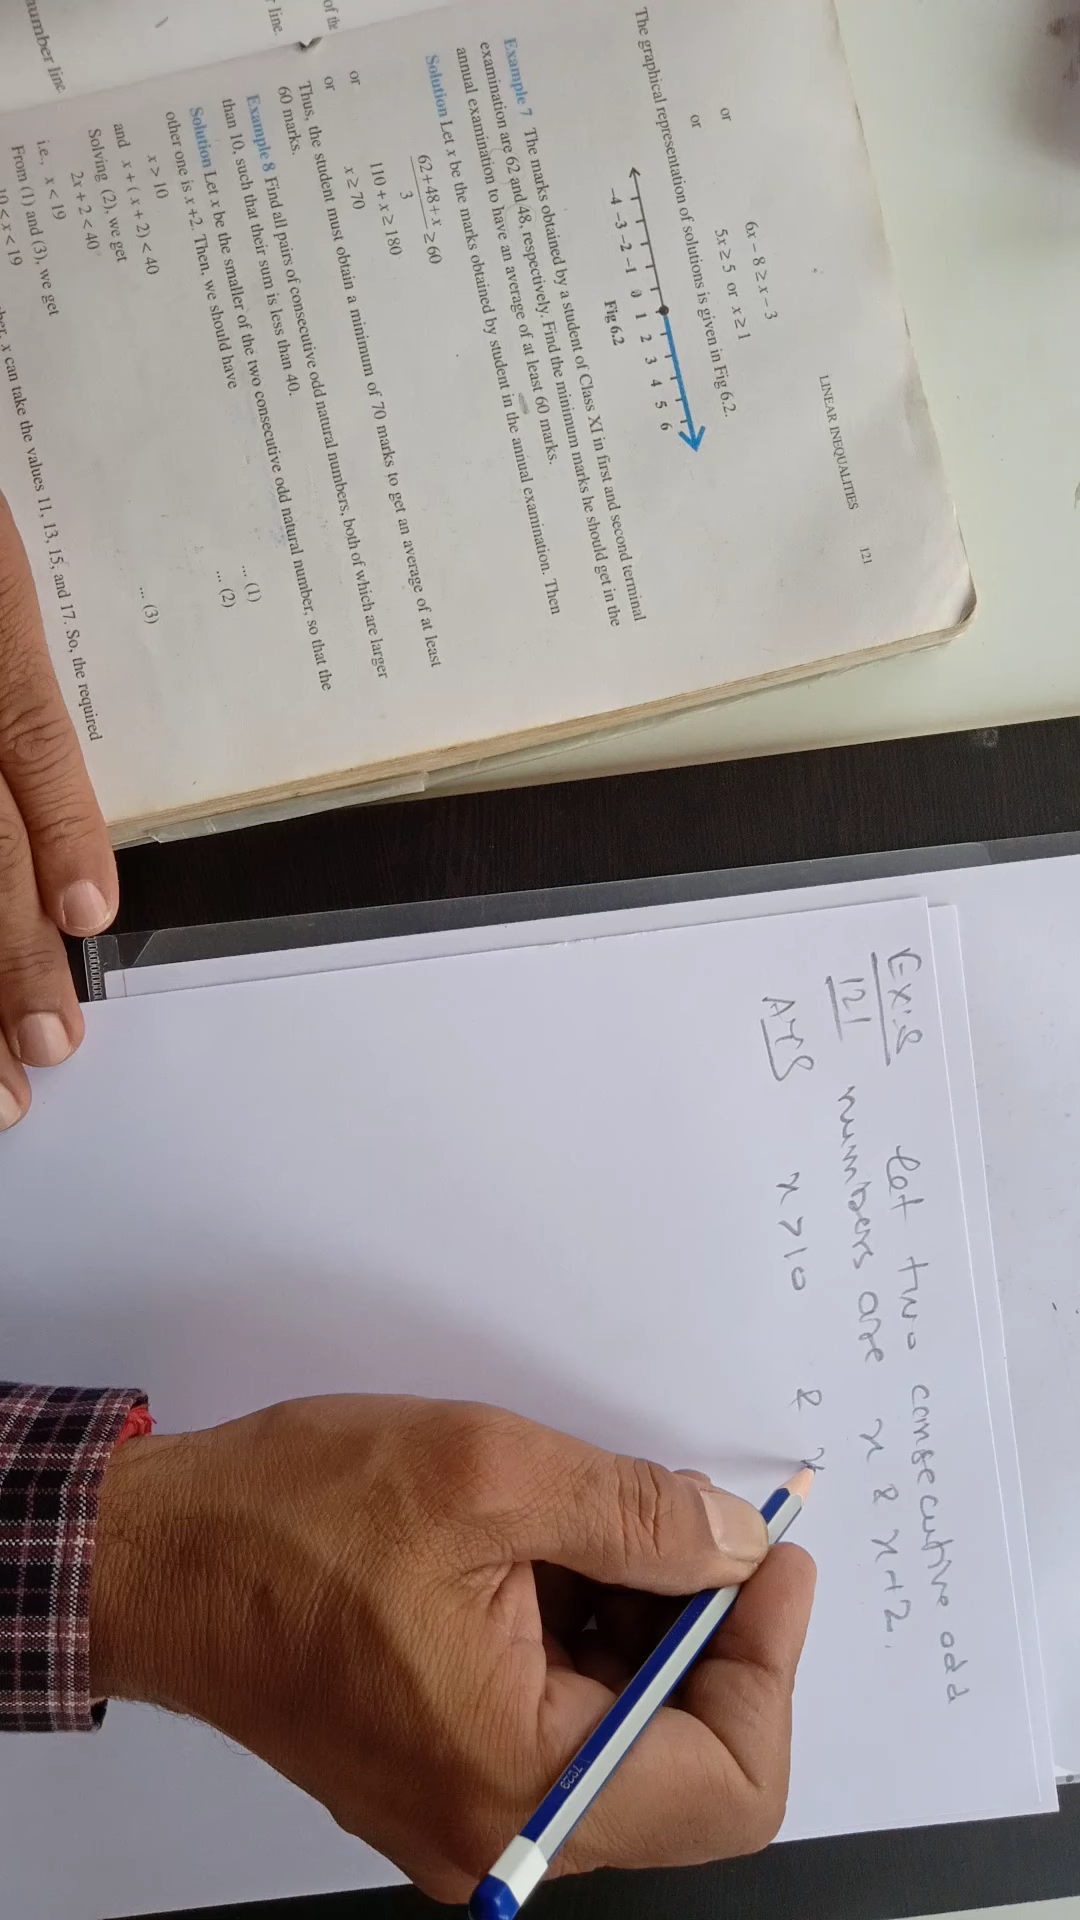 LINEAR INEQUALITIES 121
or 6x – 8 ≥ x – 3
or 5x ≥ 5 or x ≥ 1
The graphical representation of solutions is given in Fig 6.2.
–4 –3 –2 –1 0 1 2 3 4 5 6
Fig 6.2
Example 7 The marks obtained by a student of Class XI in first and second terminal
examination are 62 and 48, respectively. Find the minimum marks he should get in the
annual examination to have an average of at least 60 marks.
Solution Let x be the marks obtained by student in the annual examination. Then
62+48+x
3
≥ 60
or 110 + x ≥ 180
or x ≥ 70
Thus, the student must obtain a minimum of 70 marks to get an average of at least
60 marks.
Example 8 Find all pairs of consecutive odd natural numbers, both of which are larger
than 10, such that their sum is less than 40.
Solution Let x be the smaller of the two consecutive odd natural number, so that the
other one is x +2. Then, we should have
x > 10 ... (1)
and x + ( x + 2) < 40 ... (2)
Solving (2), we get
2x + 2 < 40
i.e., x < 19 ... (3)
From (1) and (3), we get
10 < x < 19
x can take the values 11, 13, 15, and 17. So, the required
of the
line.
number line
Ex:8 let two consecutive odd
121 numbers are x & x+2.
x>10 & x